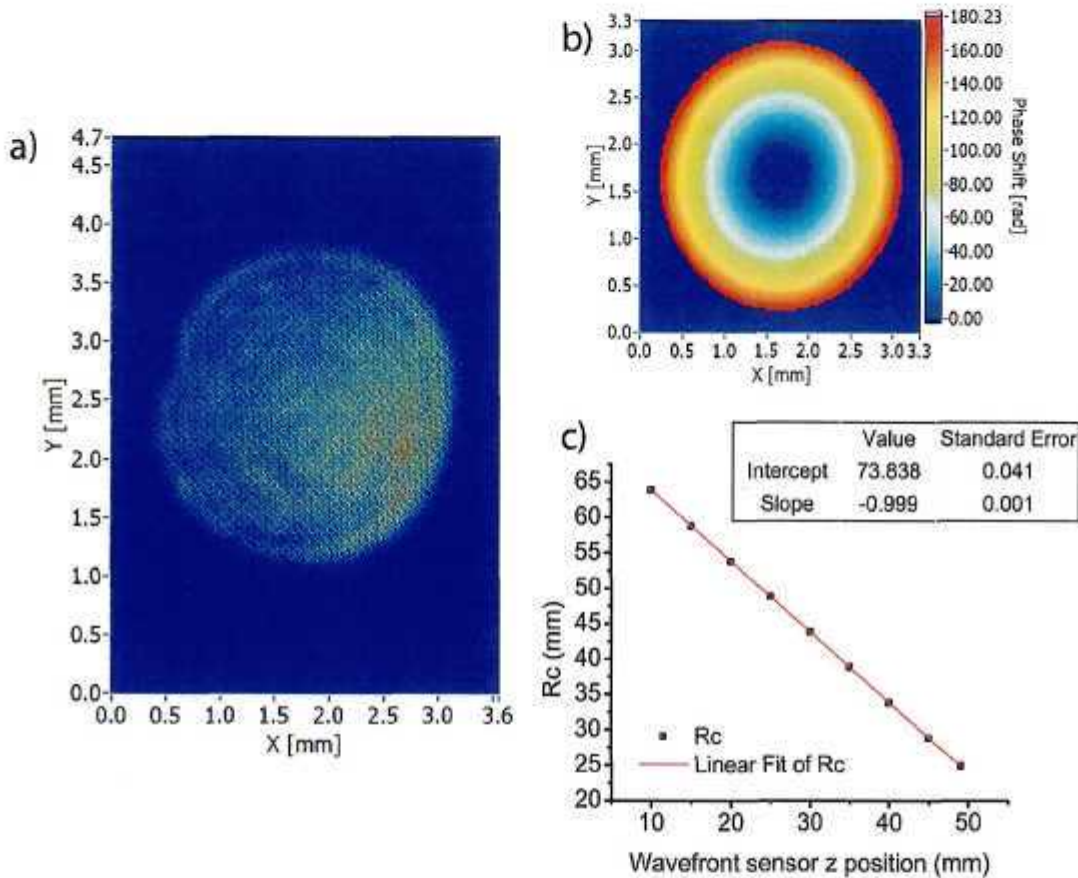 a)
4.7
4.5
4.0
3.5
3.0
2.5
2.0
1.5
1.0
0.5
0.0
Y [mm]
0.0 0.5 1.0 1.5 2.0 2.5 3.0 3.6
X [mm]
b)
3.3
3.0
2.5
2.0
1.5
1.0
0.5
0.0
Y [mm]
0.0 0.5 1.0 1.5 2.0 2.5 3.0 3.3
X [mm]
180.23
160.00
140.00
120.00
100.00
80.00
60.00
40.00
20.00
0.00
Phase Shift [rad]
c)
Value Standard Error
Intercept 73.838 0.041
Slope -0.999 0.001
65
60
55
50
45
40
35
30
25
20
Rc (mm)
Rc
Linear Fit of Rc
10 20 30 40 50
Wavefront sensor z position (mm)